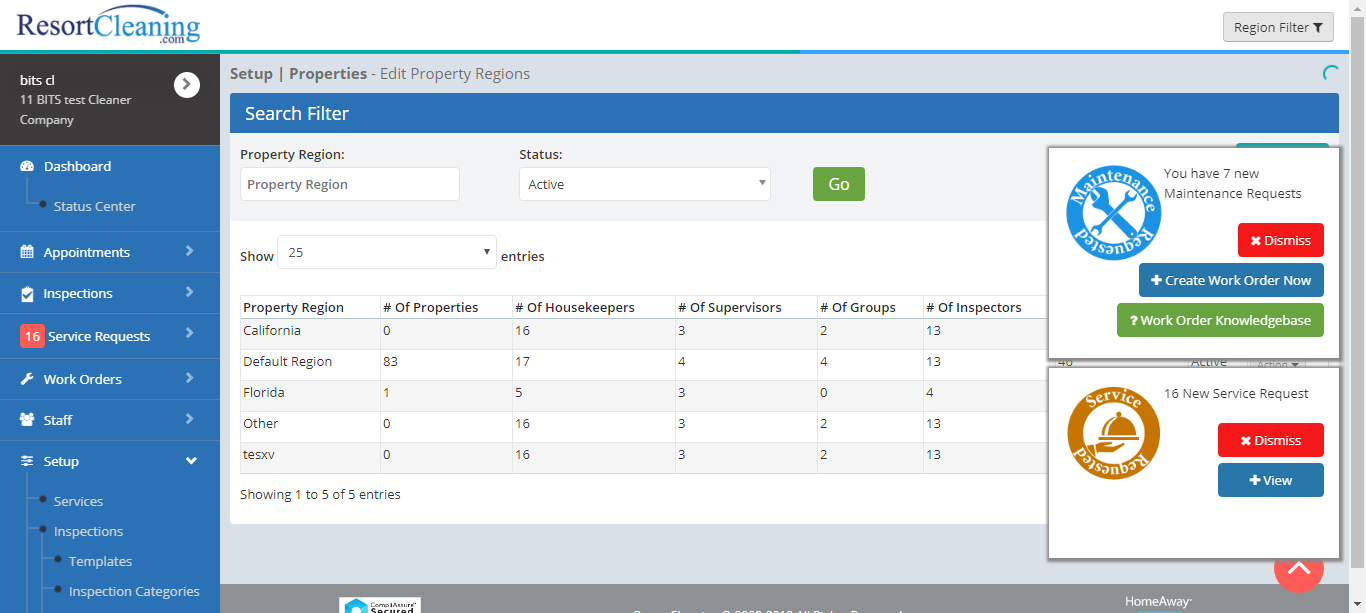 ResortCleaning
.com
Region Filter
bits cl
11 BITS test Cleaner
Company
Dashboard
Status Center
Appointments
Inspections
16 Service Requests
Work Orders
Staff
Setup
Services
Inspections
Templates
Inspection Categories
Setup | Properties - Edit Property Regions
Search Filter
Property Region:
Status:
Property Region
Active
Go
Show 25 entries
Property Region # Of Properties # Of Housekeepers # Of Supervisors # Of Groups # Of Inspectors
California 0 16 3 2 13
Default Region 83 17 4 4 13 46 Active Action
Florida 1 5 3 0 4
Other 0 16 3 2 13
tesxv 0 16 3 2 13
Showing 1 to 5 of 5 entries
Maintenance
Requested
You have 7 new
Maintenance Requests
Dismiss
Create Work Order Now
? Work Order Knowledgebase
Service
Requested
16 New Service Request
Dismiss
View
CompliAssure
Secured
HomeAway